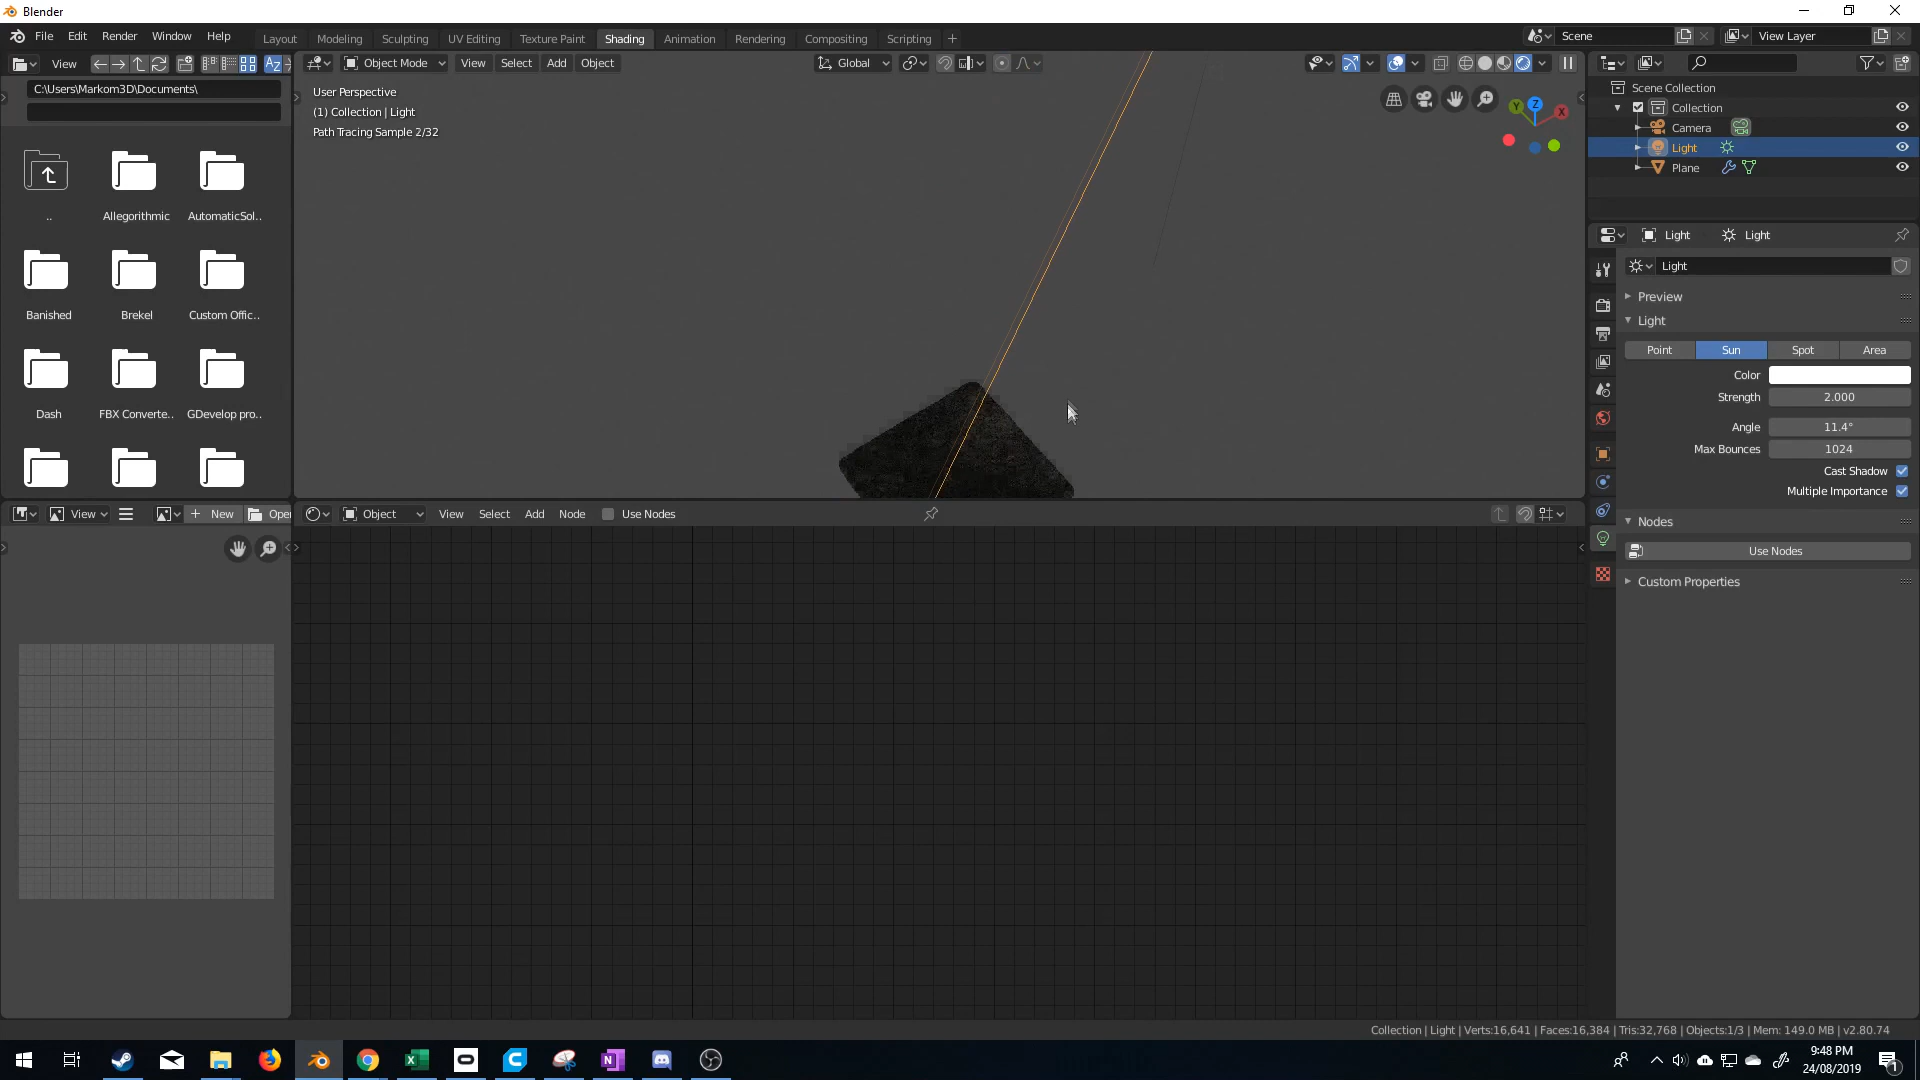 Blender
File Edit Render Window Help
Layout Modeling Sculpting UV Editing Texture Paint Shading Animation Rendering Compositing Scripting
Scene
View Layer
View
Object Mode View Select Add Object
Global
C:\Users\Markom3D\Documents\
User Perspective
(1) Collection | Light
Path Tracing Sample 2/32
X
Y
Z
..
Allegorithmic
AutomaticSol..
Banished
Brekel
Custom Offic..
Dash
FBX Converte..
GDevelop pro..
Scene Collection
Collection
Camera
Light
Plane
Light
Light
Light
Preview
Light
Point Sun Spot Area
Color
Strength 2.000
Angle 11.4°
Max Bounces 1024
Cast Shadow
Multiple Importance
Nodes
Use Nodes
Custom Properties
View
New
Open
Object View Select Add Node Use Nodes
Collection | Light | Verts:16,641 | Faces:16,384 | Tris:32,768 | Objects:1/3 | Mem: 149.0 MB | v2.80.74
9:48 PM
24/08/2019
1